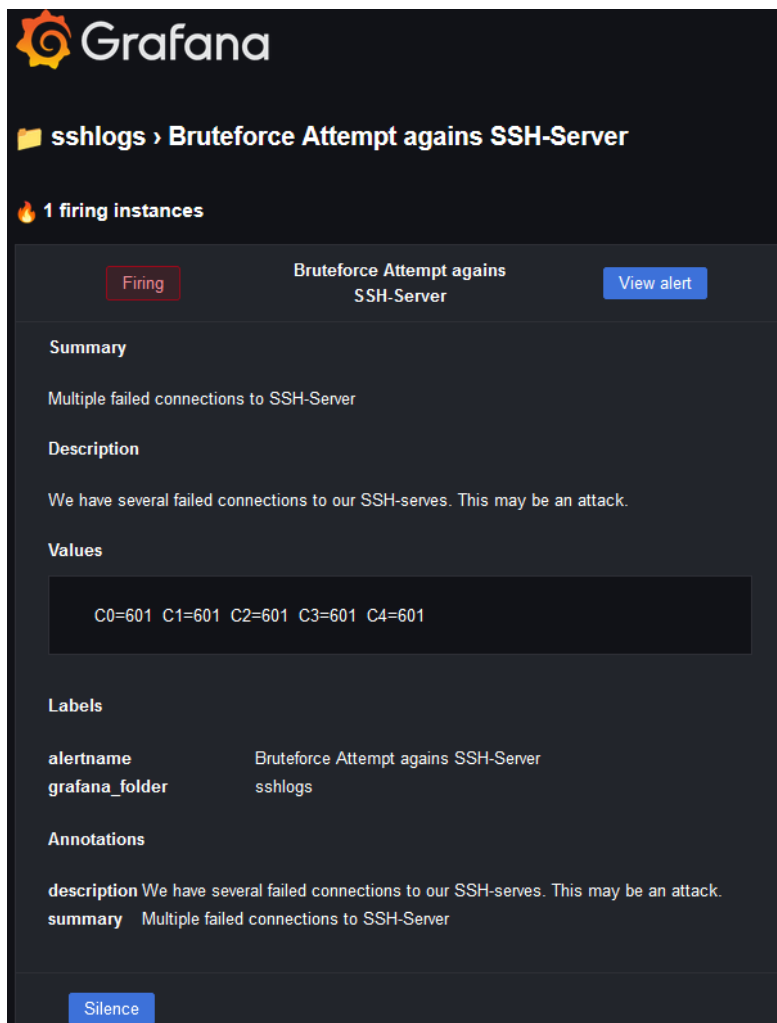 Grafana
📁 sshlogs › Bruteforce Attempt agains SSH-Server
🔥 1 firing instances
Firing
Bruteforce Attempt agains
SSH-Server
View alert
Summary
Multiple failed connections to SSH-Server
Description
We have several failed connections to our SSH-serves. This may be an attack.
Values
C0=601 C1=601 C2=601 C3=601 C4=601
Labels
alertname Bruteforce Attempt agains SSH-Server
grafana_folder sshlogs
Annotations
description We have several failed connections to our SSH-serves. This may be an attack.
summary Multiple failed connections to SSH-Server
Silence